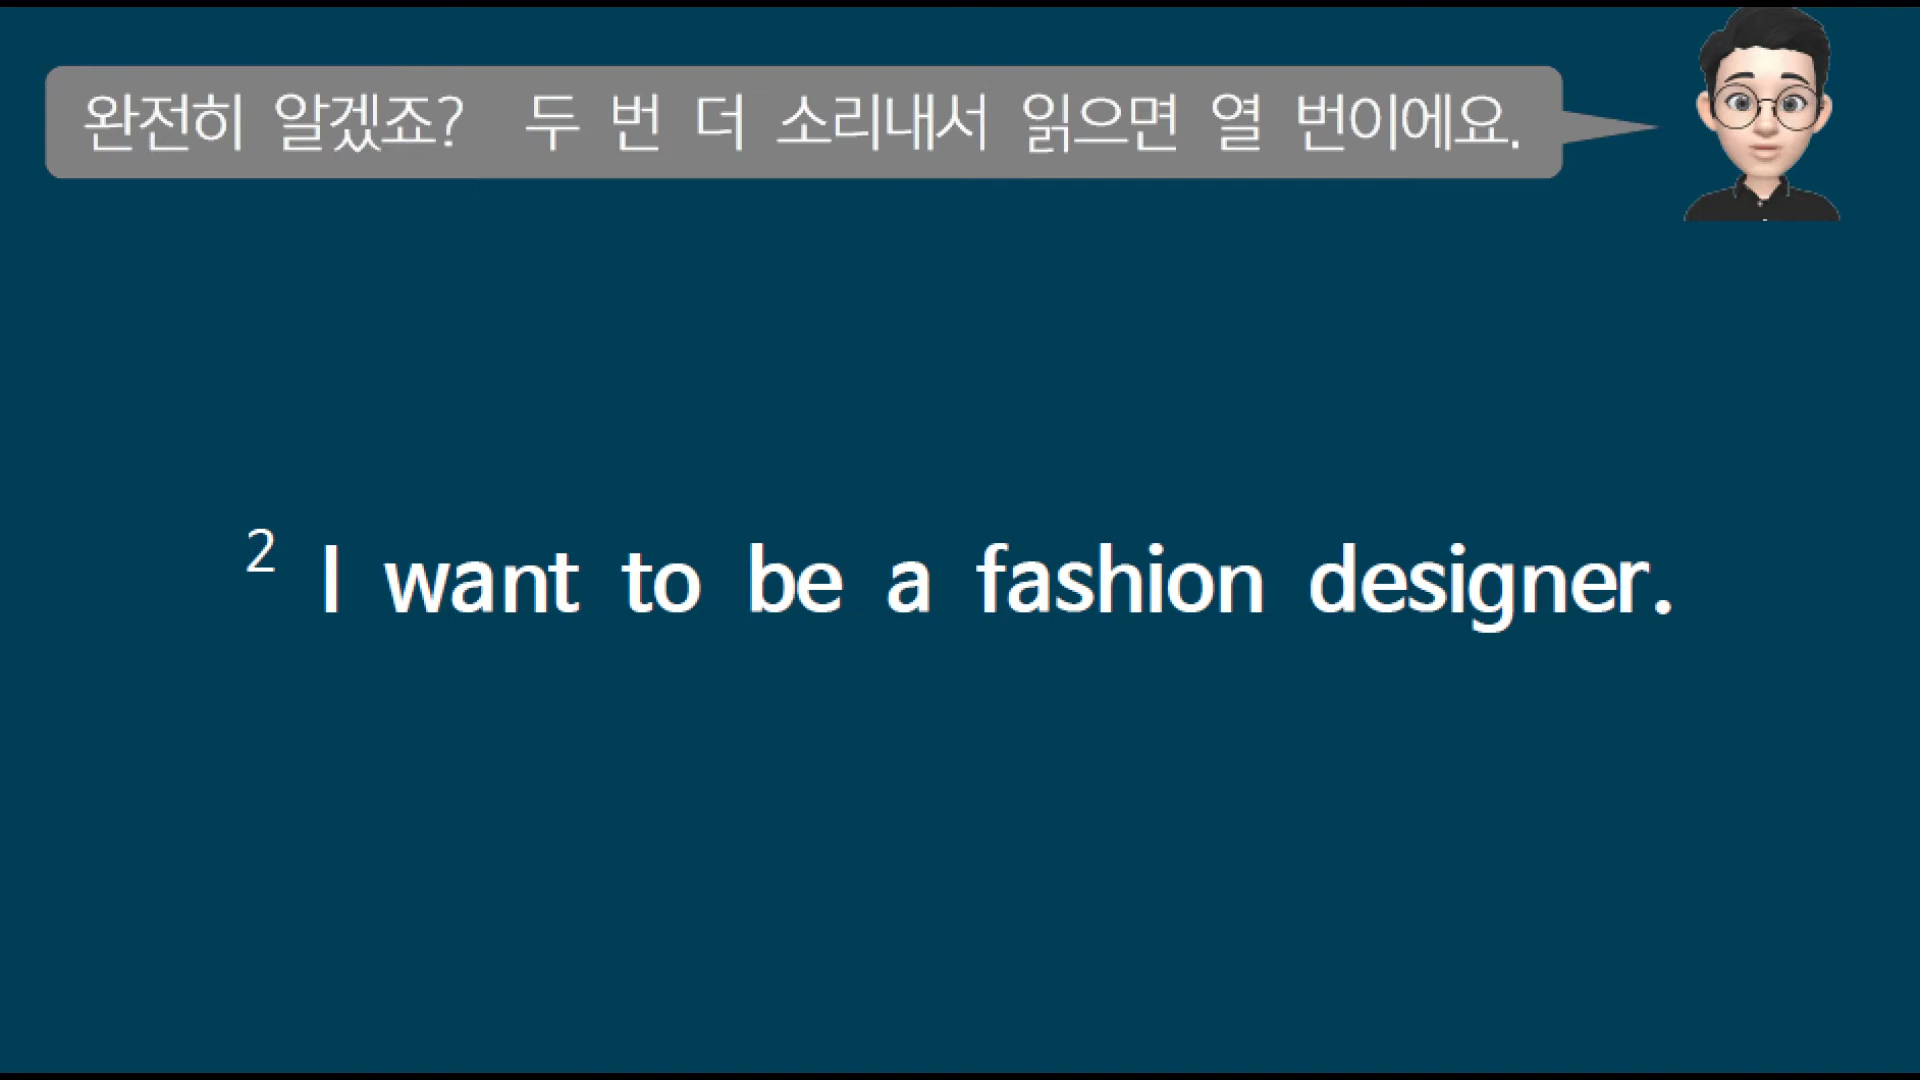 완전히 알겠죠? 두 번 더 소리내서 읽으면 열 번이에요.
2 I want to be a fashion designer.